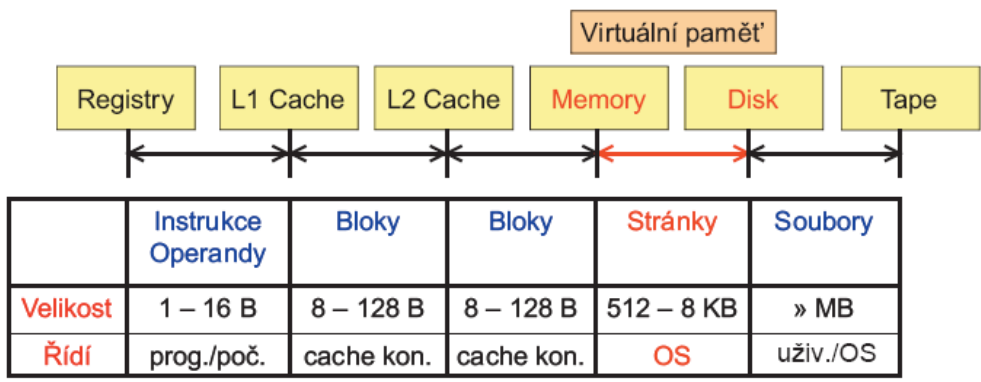 Virtuální paměť
Registry L1 Cache L2 Cache Memory Disk Tape
Instrukce Bloky Bloky Stránky Soubory
Operandy
Velikost 1 – 16 B 8 – 128 B 8 – 128 B 512 – 8 KB » MB
Řídí prog./poč. cache kon. cache kon. OS uživ./OS